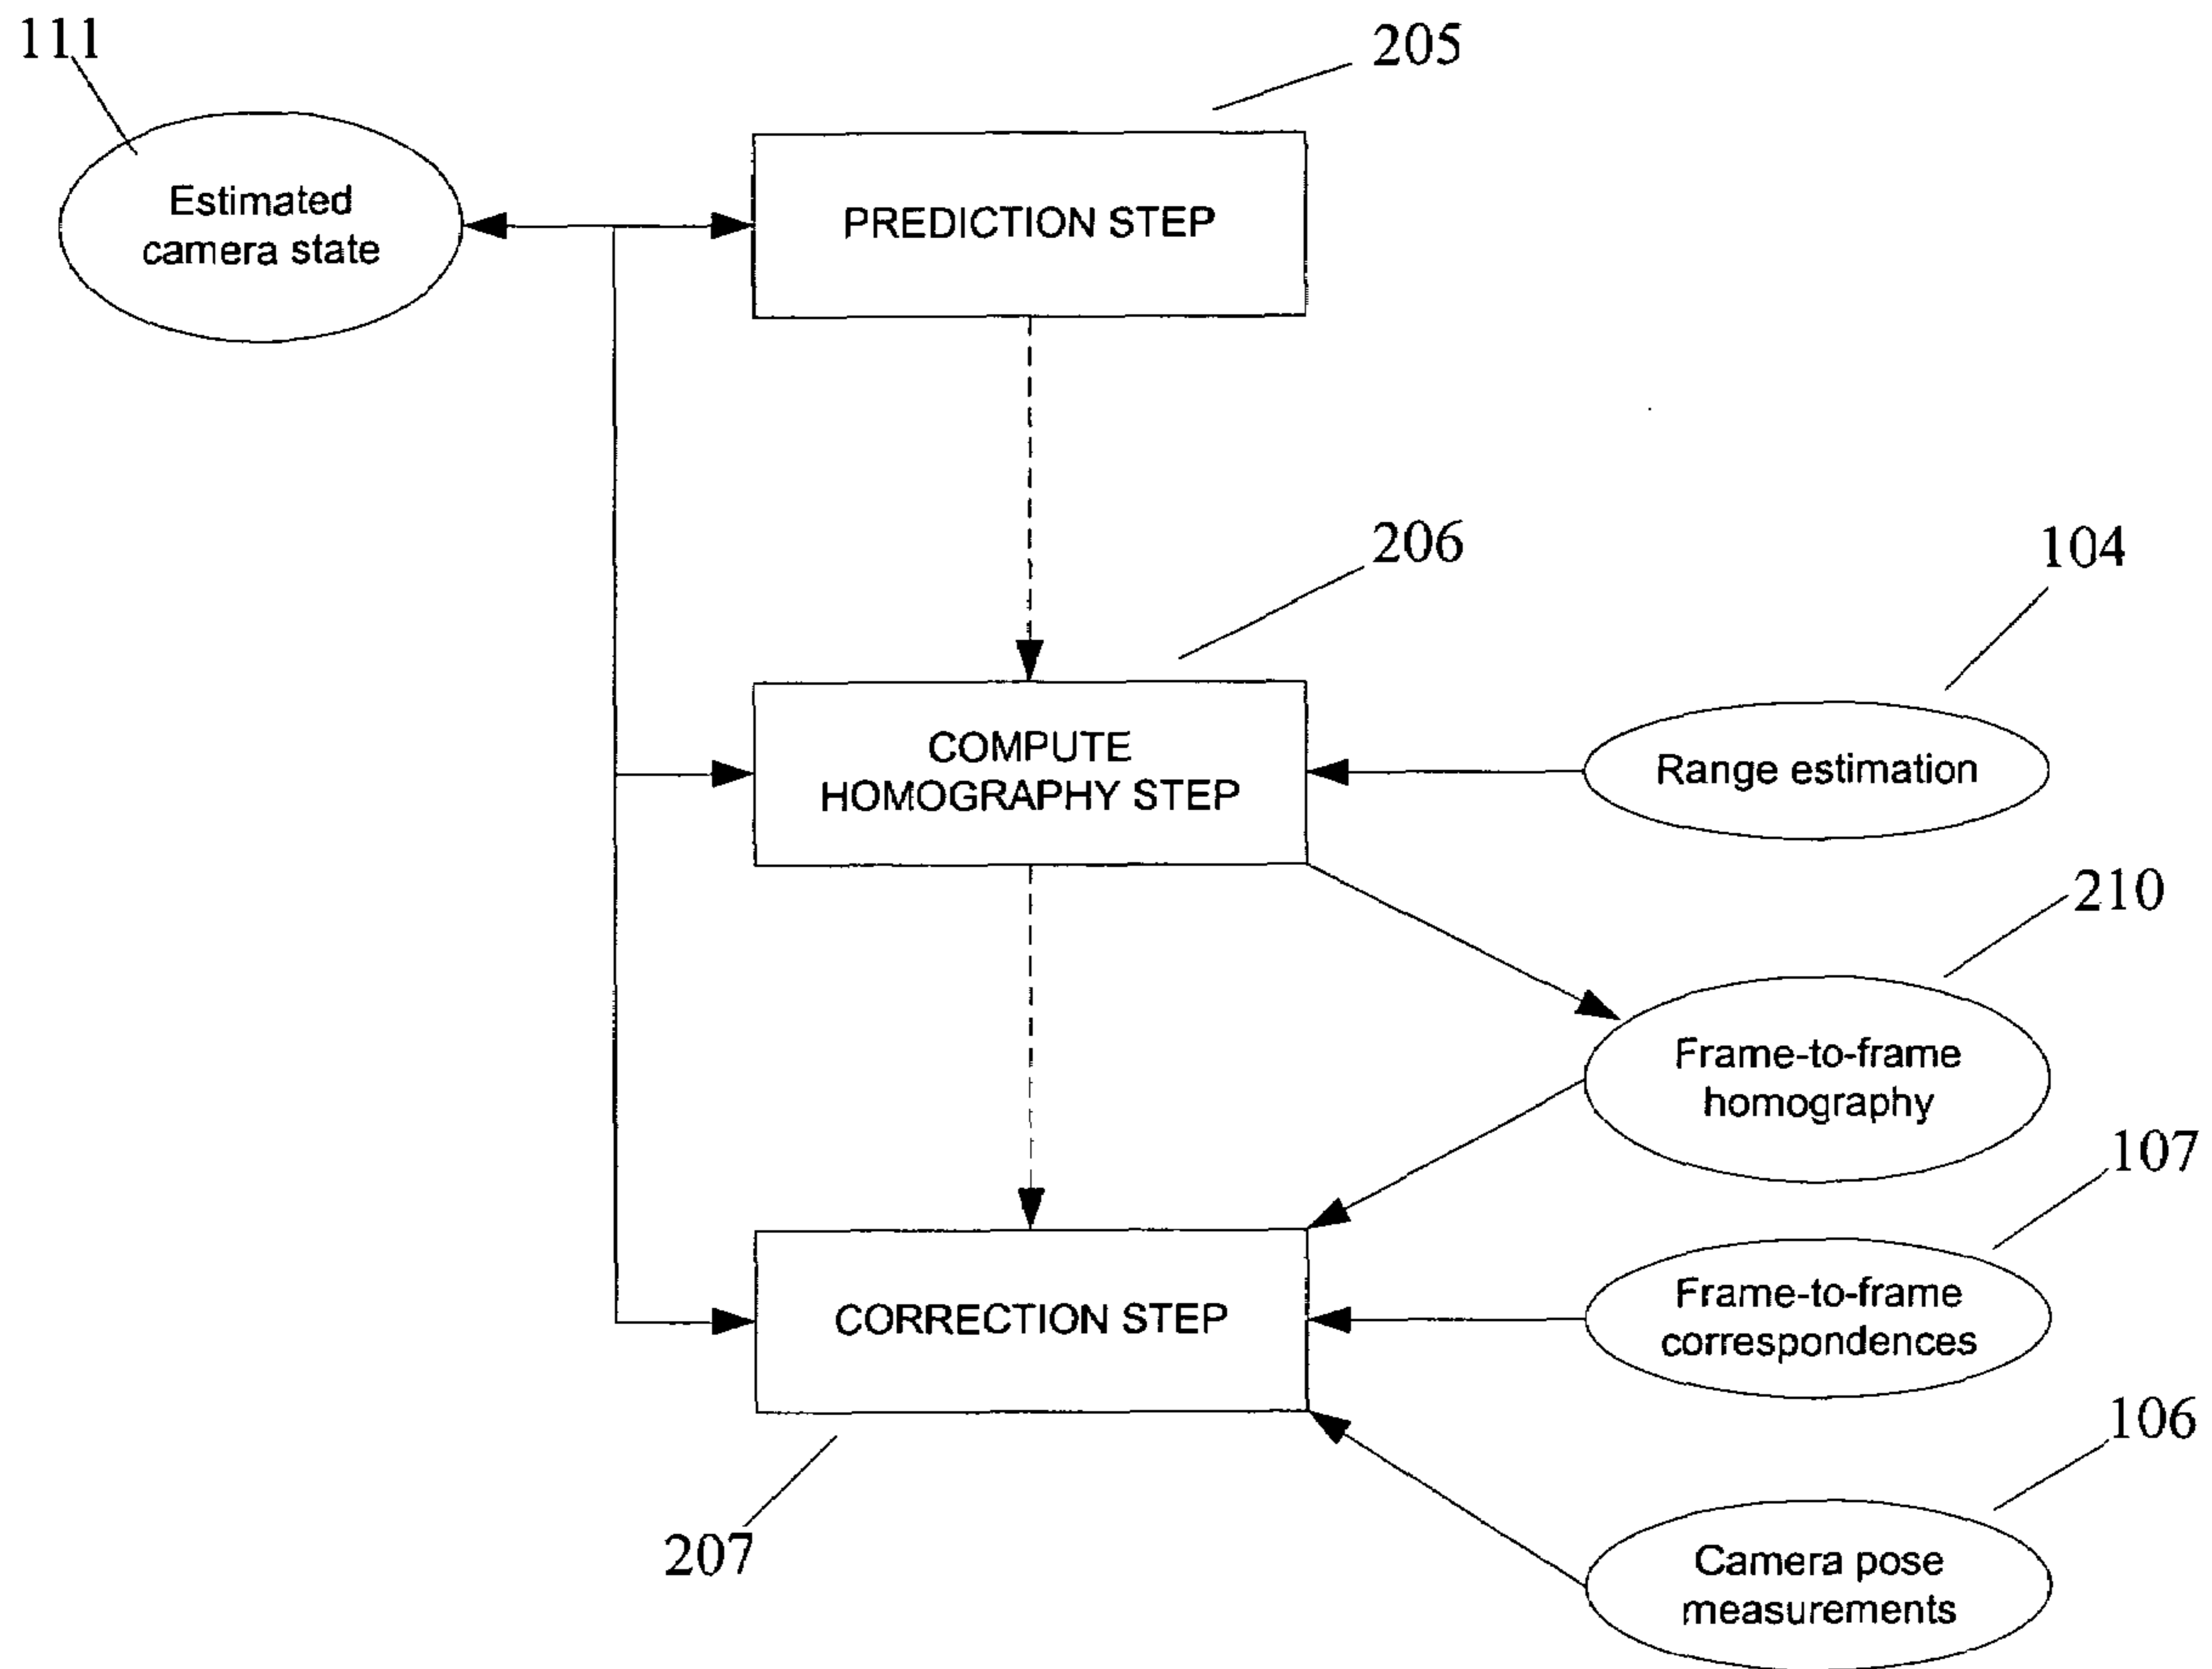 111
205
Estimated
camera state
PREDICTION STEP
206
104
COMPUTE
HOMOGRAPHY STEP
Range estimation
210
Frame-to-frame
homography
107
CORRECTION STEP
Frame-to-frame
correspondences
106
207
Camera pose
measurements